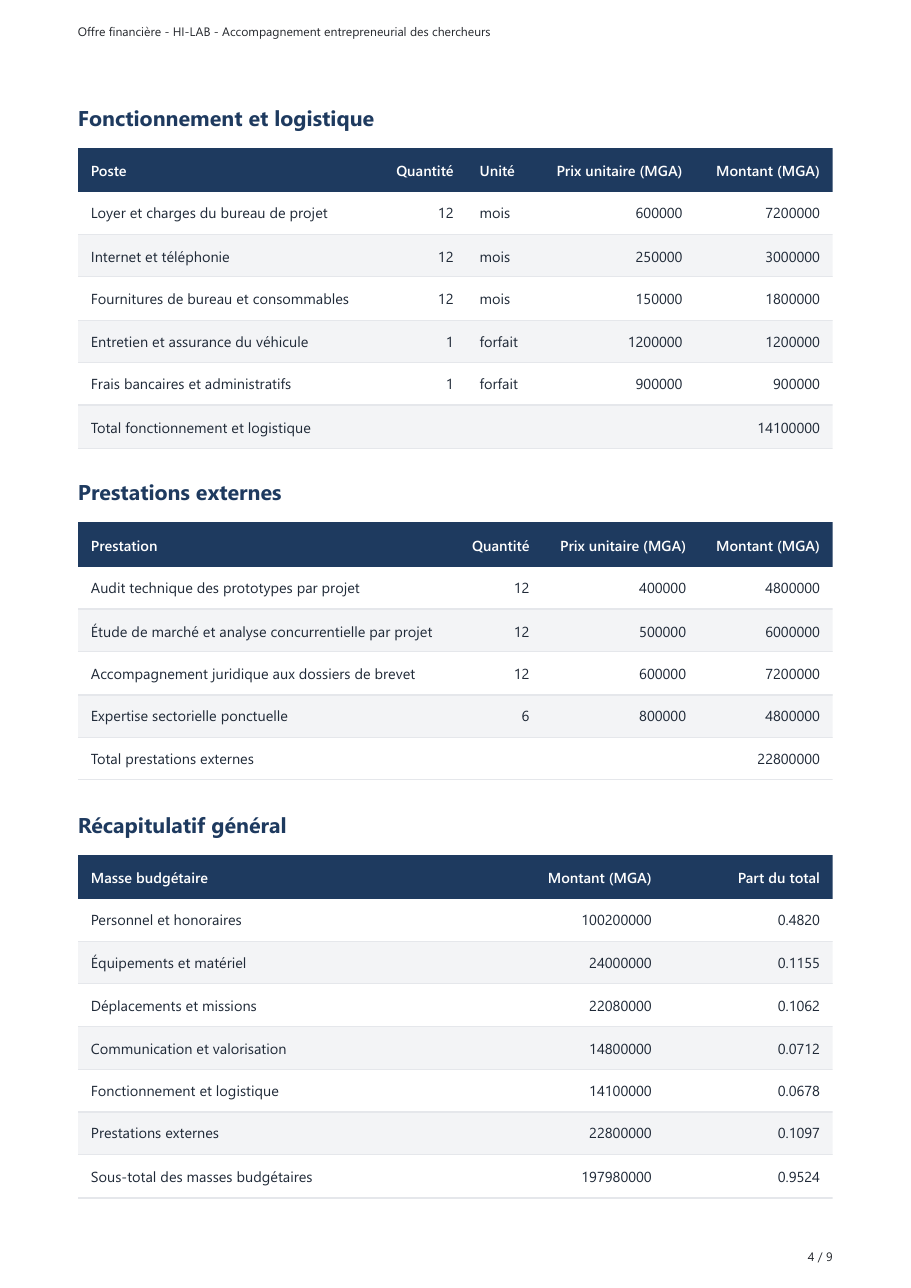 Offre financière - HI-LAB - Accompagnement entrepreneurial des chercheurs
Fonctionnement et logistique
Poste Quantité Unité Prix unitaire (MGA) Montant (MGA)
Loyer et charges du bureau de projet 12 mois 600000 7200000
Internet et téléphonie 12 mois 250000 3000000
Fournitures de bureau et consommables 12 mois 150000 1800000
Entretien et assurance du véhicule 1 forfait 1200000 1200000
Frais bancaires et administratifs 1 forfait 900000 900000
Total fonctionnement et logistique 14100000
Prestations externes
Prestation Quantité Prix unitaire (MGA) Montant (MGA)
Audit technique des prototypes par projet 12 400000 4800000
Étude de marché et analyse concurrentielle par projet 12 500000 6000000
Accompagnement juridique aux dossiers de brevet 12 600000 7200000
Expertise sectorielle ponctuelle 6 800000 4800000
Total prestations externes 22800000
Récapitulatif général
Masse budgétaire Montant (MGA) Part du total
Personnel et honoraires 100200000 0.4820
Équipements et matériel 24000000 0.1155
Déplacements et missions 22080000 0.1062
Communication et valorisation 14800000 0.0712
Fonctionnement et logistique 14100000 0.0678
Prestations externes 22800000 0.1097
Sous-total des masses budgétaires 197980000 0.9524
4 / 9